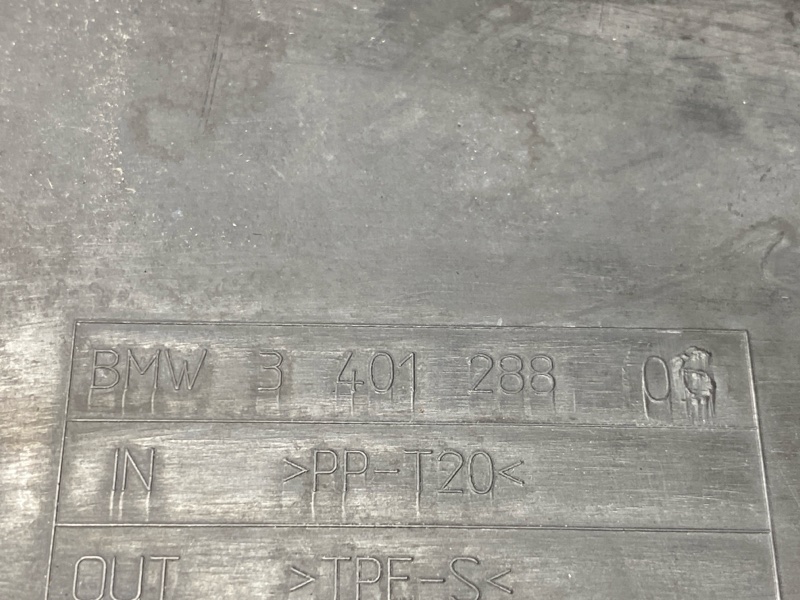 BMW 3 401 288
IN >PP-T20<
OUT >TPE-S<